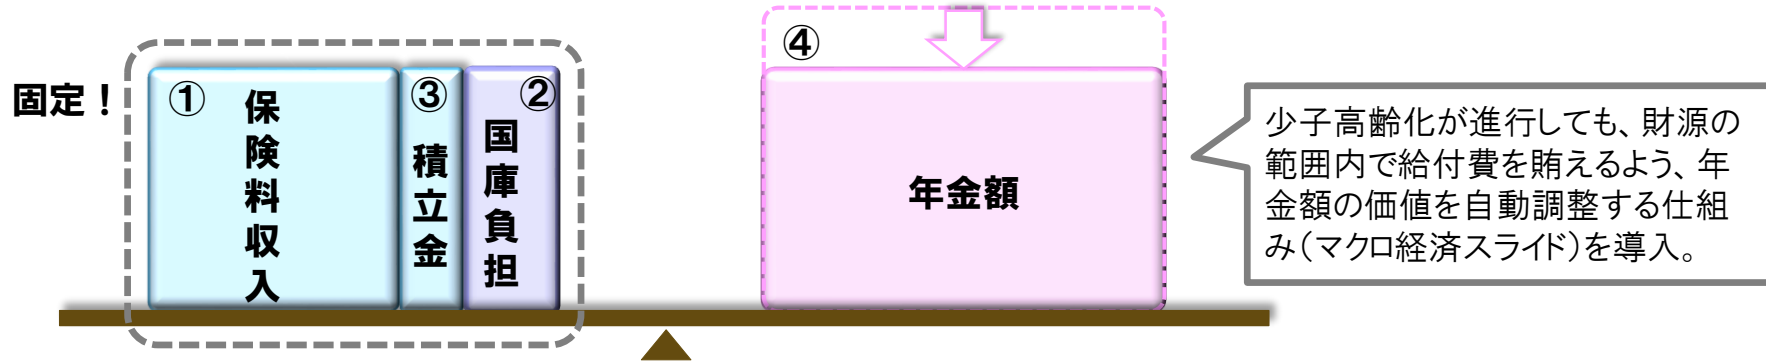 固定！
① 保険料収入
③ 積立金
② 国庫負担
④
年金額
少子高齢化が進行しても、財源の
範囲内で給付費を賄えるよう、年
金額の価値を自動調整する仕組
み（マクロ経済スライド）を導入。